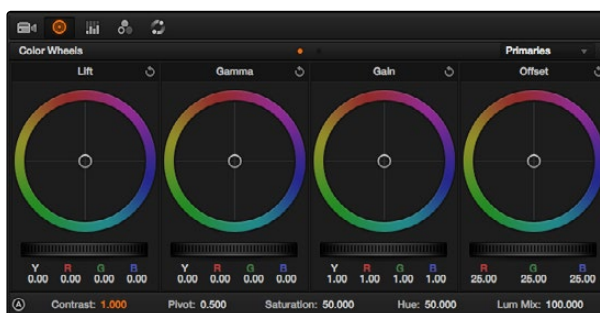 Color Wheels Primaries
Lift Gamma Gain Offset
Y R G B Y R G B Y R G B R G B
0.00 0.00 0.00 0.00 0.00 0.00 0.00 0.00 1.00 1.00 1.00 1.00 25.00 25.00 25.00
A Contrast: 1.000 Pivot: 0.500 Saturation: 50.000 Hue: 50.000 Lum Mix: 100.000